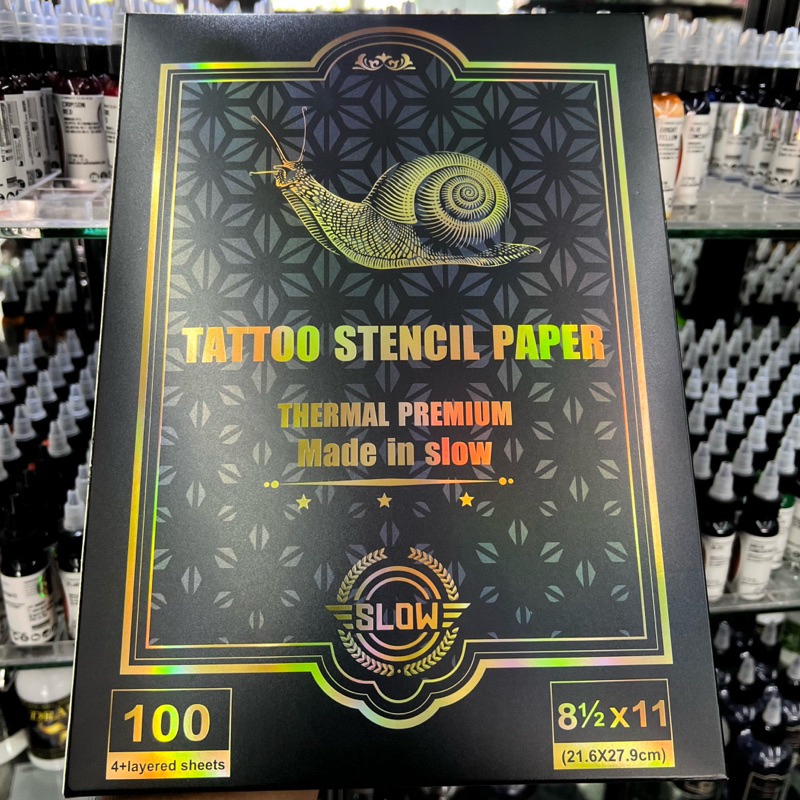 TATTOO STENCIL PAPER
THERMAL PREMIUM
Made in slow
SLOW
100
4+layered sheets
8½x11
(21.6X27.9cm)